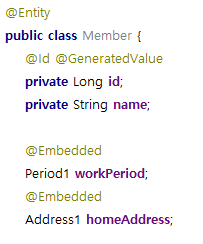 @Entity
public class Member {
@Id @GeneratedValue
private Long id;
private String name;
@Embedded
Period1 workPeriod;
@Embedded
Address1 homeAddress;